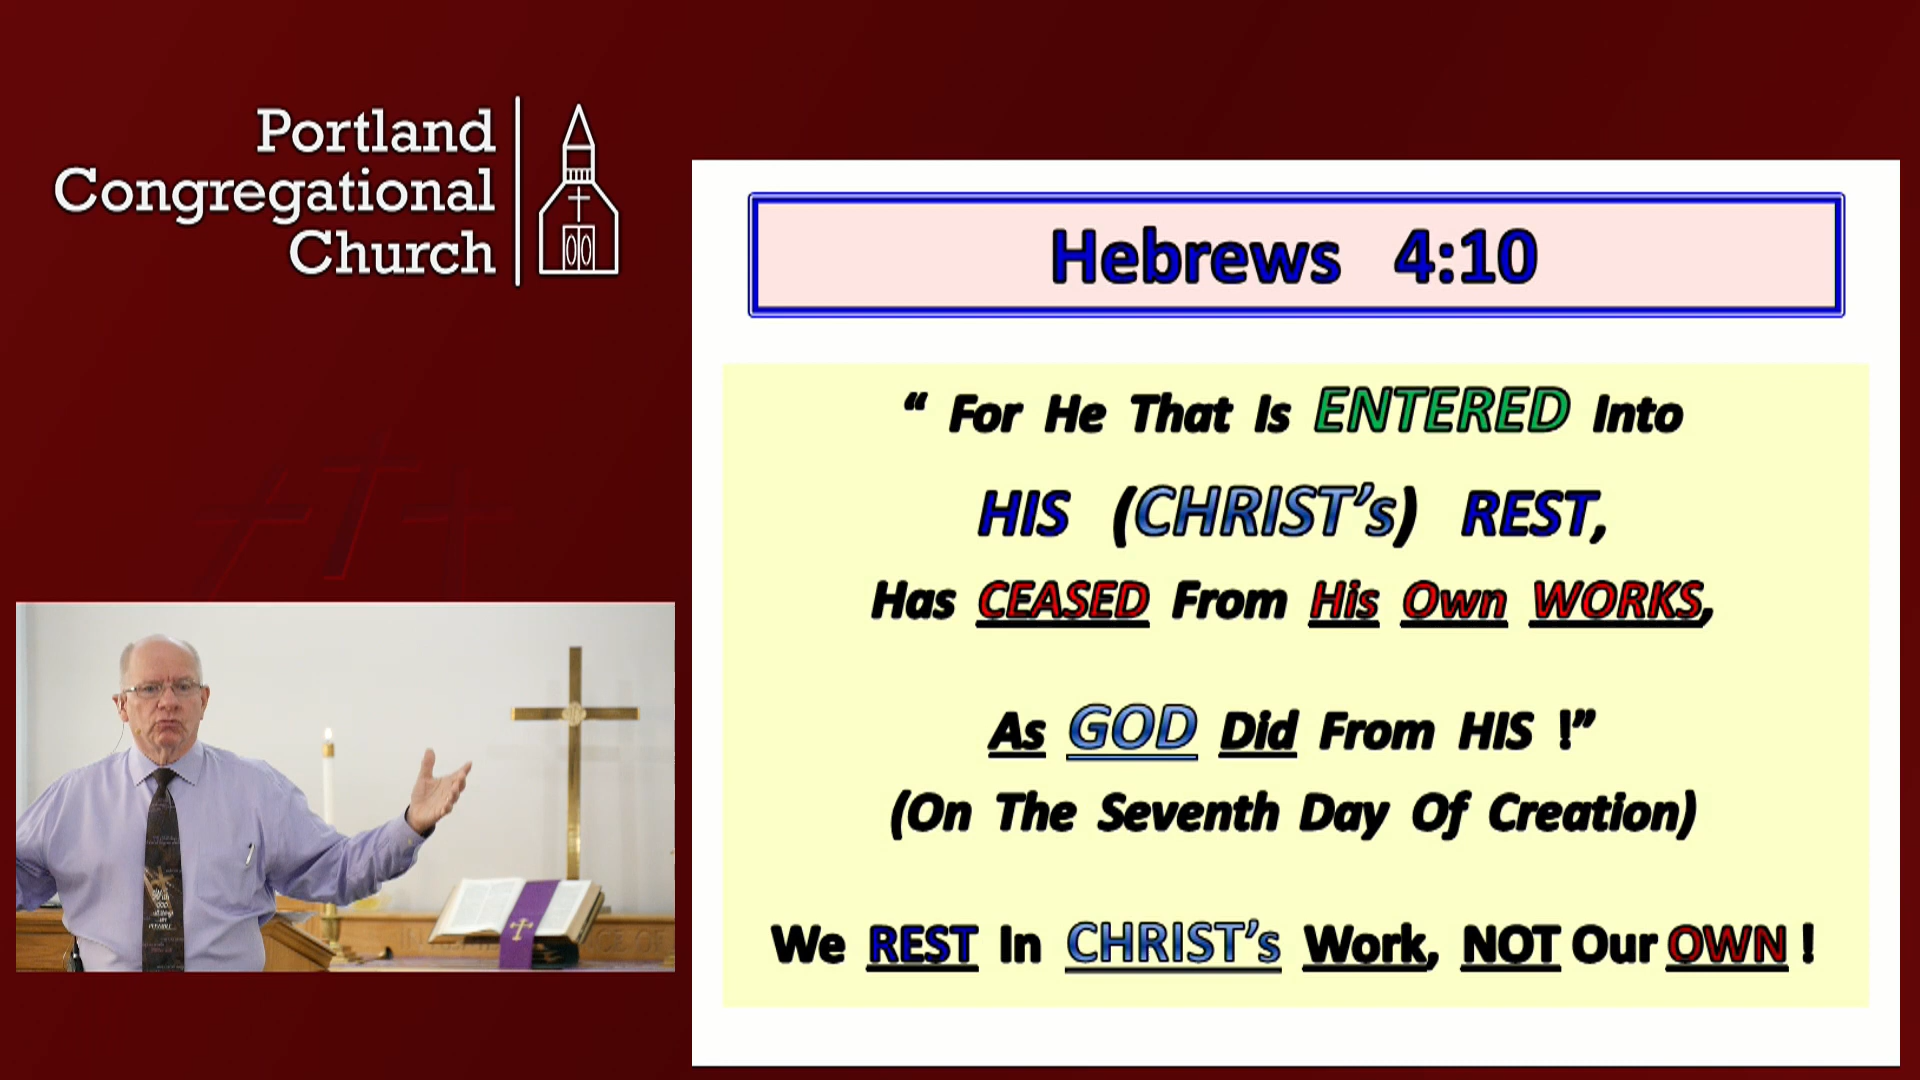 Portland
Congregational
Church
Hebrews 4:10
“ For He That Is ENTERED Into
HIS (CHRIST’s) REST,
Has CEASED From His Own WORKS,
As GOD Did From HIS !”
(On The Seventh Day Of Creation)
We REST In CHRIST’s Work, NOT Our OWN !